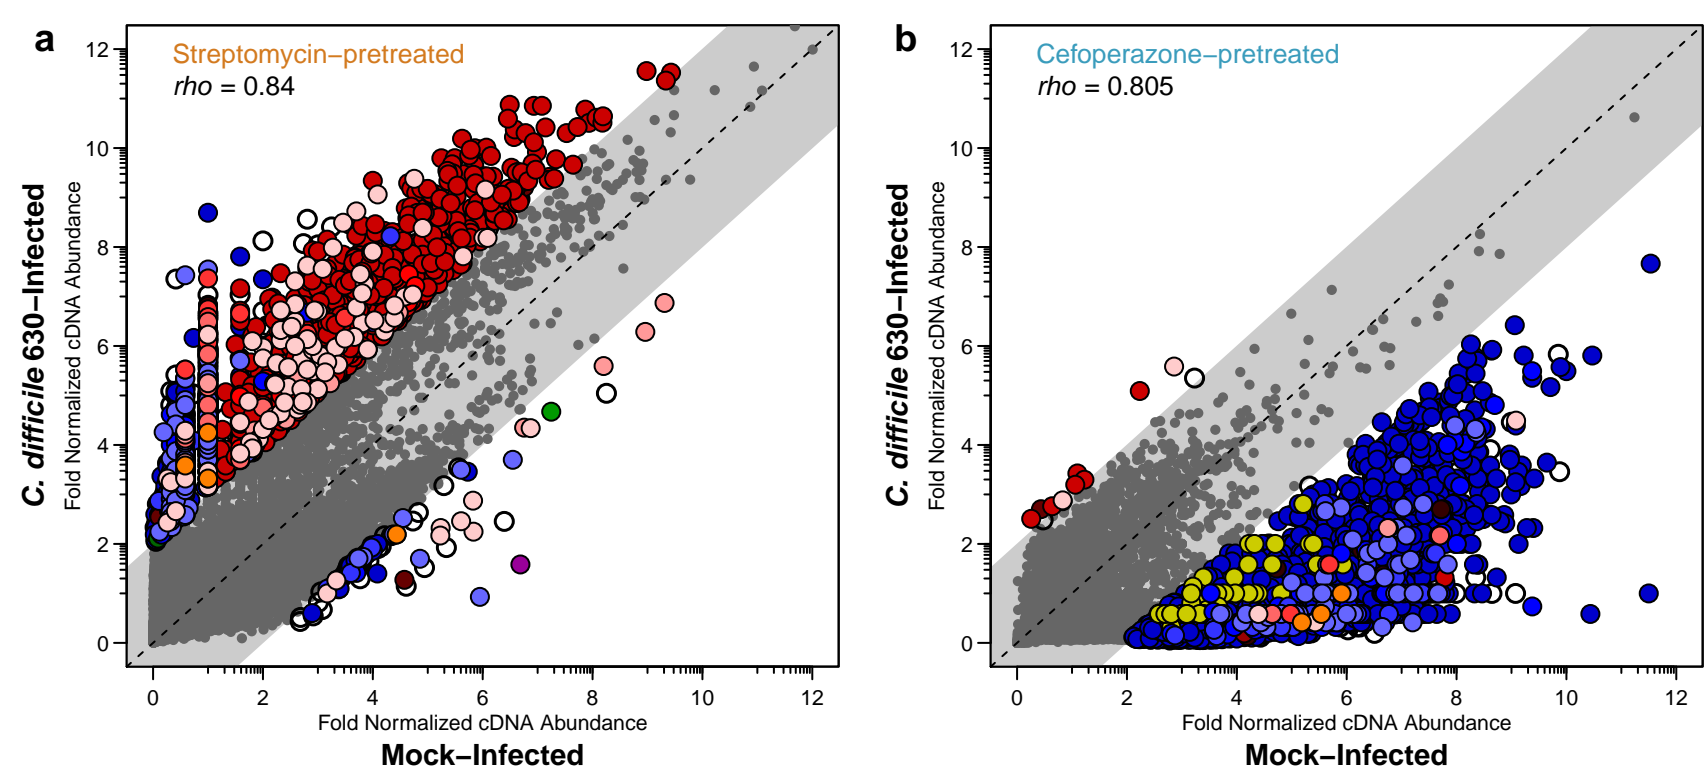 a
Streptomycin−pretreated
rho = 0.84
C. difficile 630−Infected
Fold Normalized cDNA Abundance
12
10
8
6
4
2
0
0 2 4 6 8 10 12
Fold Normalized cDNA Abundance
Mock−Infected
b
Cefoperazone−pretreated
rho = 0.805
C. difficile 630−Infected
Fold Normalized cDNA Abundance
12
10
8
6
4
2
0
0 2 4 6 8 10 12
Fold Normalized cDNA Abundance
Mock−Infected